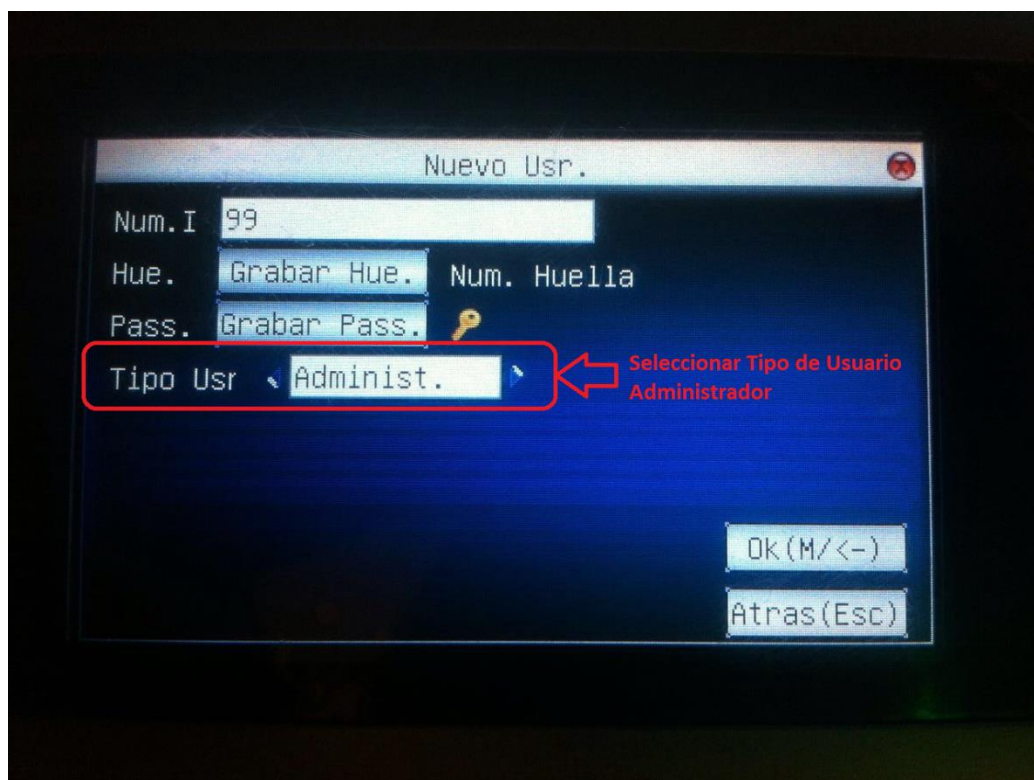 Nuevo Usr.
Num.I 99
Hue. Grabar Hue. Num. Huella
Pass. Grabar Pass.
Tipo Usr Administ.
Seleccionar Tipo de Usuario
Administrador
Ok(M/<-)
Atras(Esc)